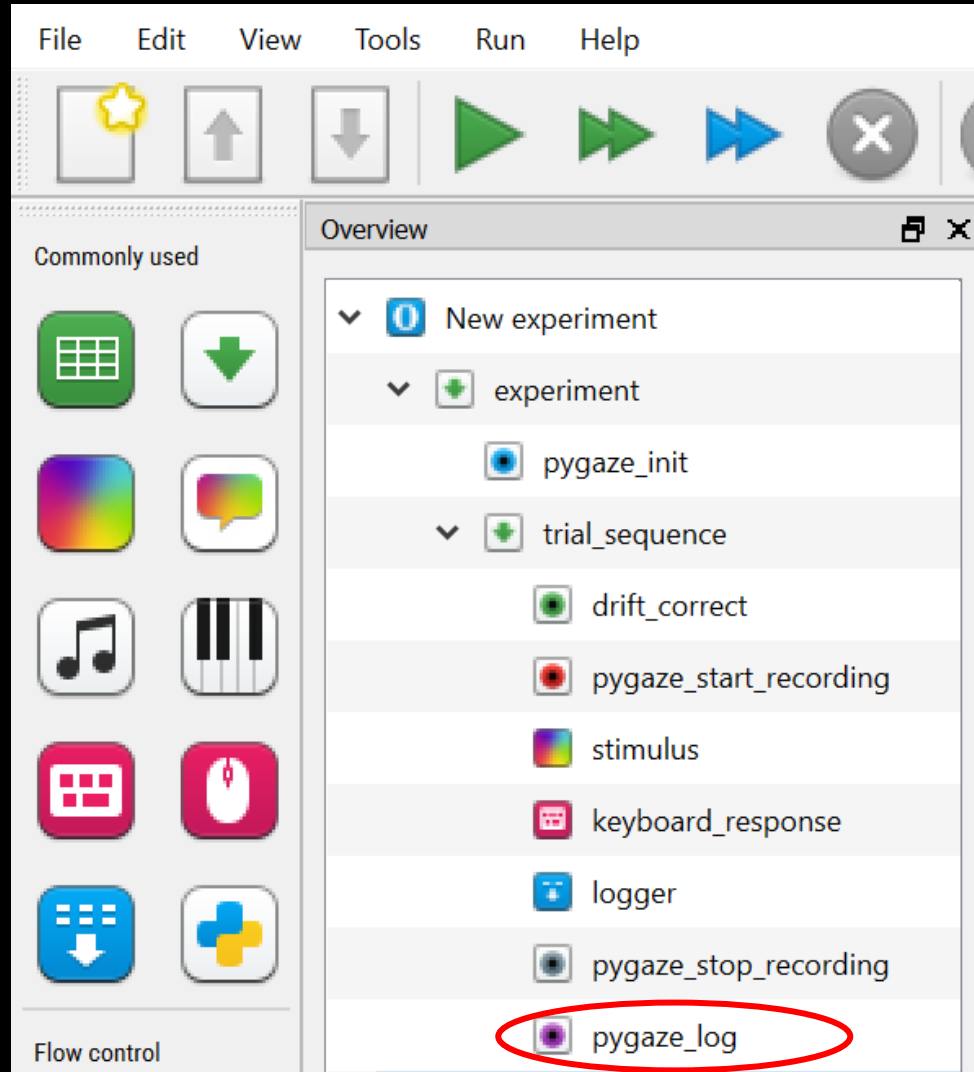 File Edit View Tools Run Help
Overview
Commonly used
New experiment
experiment
pygaze_init
trial_sequence
drift_correct
pygaze_start_recording
stimulus
keyboard_response
logger
pygaze_stop_recording
pygaze_log
Flow control